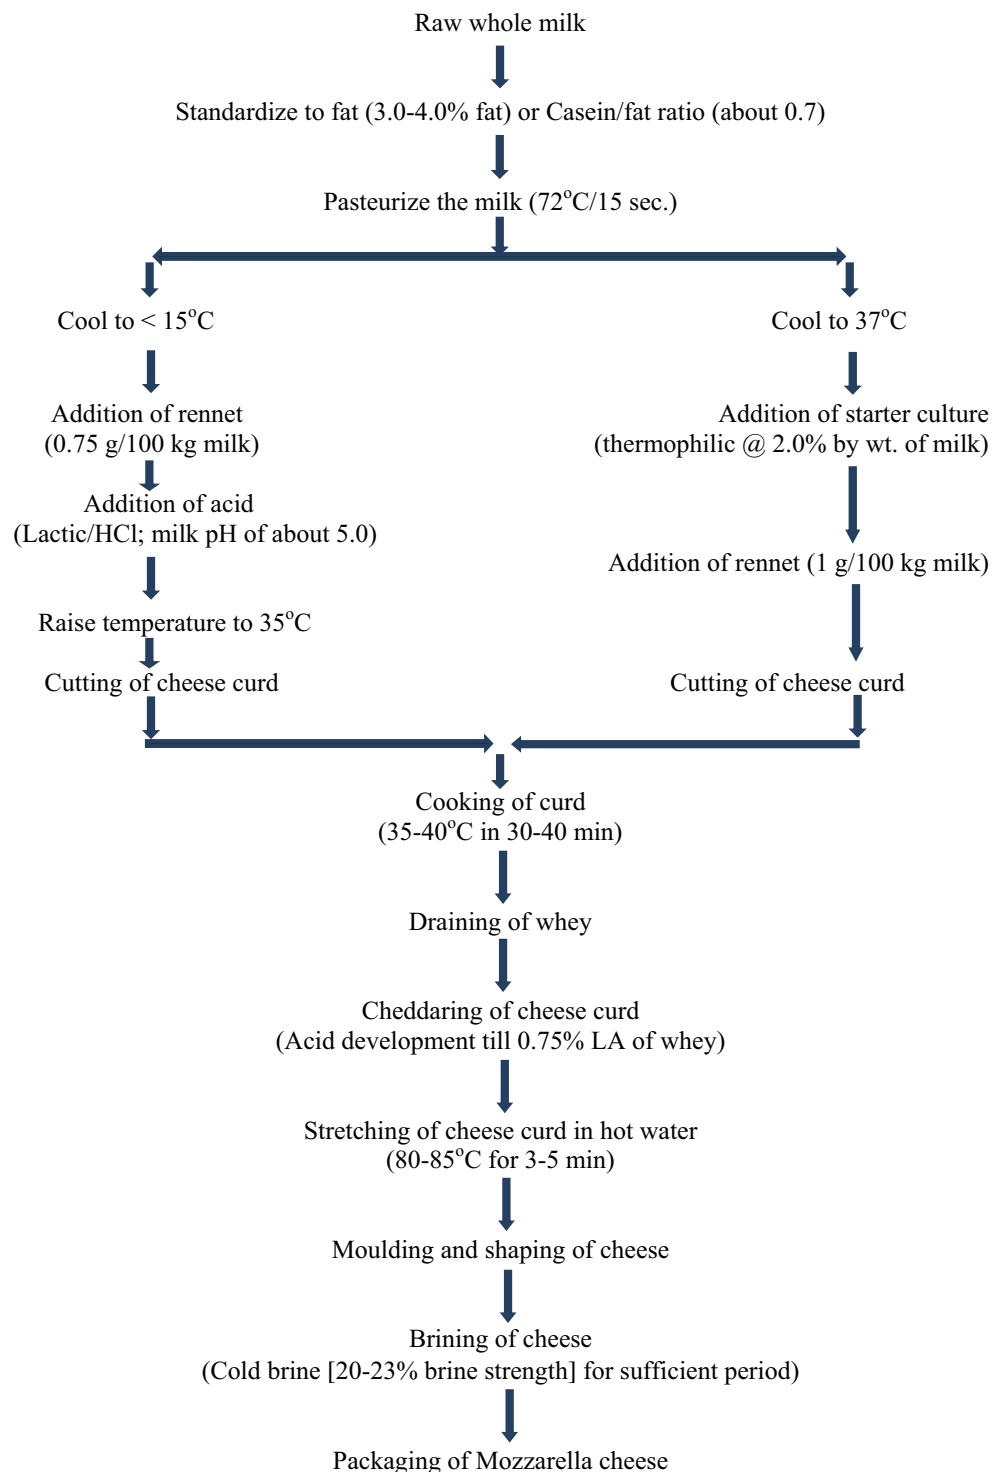 Raw whole milk
Standardize to fat (3.0-4.0% fat) or Casein/fat ratio (about 0.7)
Pasteurize the milk (72°C/15 sec.)
Cool to < 15°C
Addition of rennet
(0.75 g/100 kg milk)
Addition of acid
(Lactic/HCl; milk pH of about 5.0)
Raise temperature to 35°C
Cutting of cheese curd
Cool to 37°C
Addition of starter culture
(thermophilic @ 2.0% by wt. of milk)
Addition of rennet (1 g/100 kg milk)
Cutting of cheese curd
Cooking of curd
(35-40°C in 30-40 min)
Draining of whey
Cheddaring of cheese curd
(Acid development till 0.75% LA of whey)
Stretching of cheese curd in hot water
(80-85°C for 3-5 min)
Moulding and shaping of cheese
Brining of cheese
(Cold brine [20-23% brine strength] for sufficient period)
Packaging of Mozzarella cheese